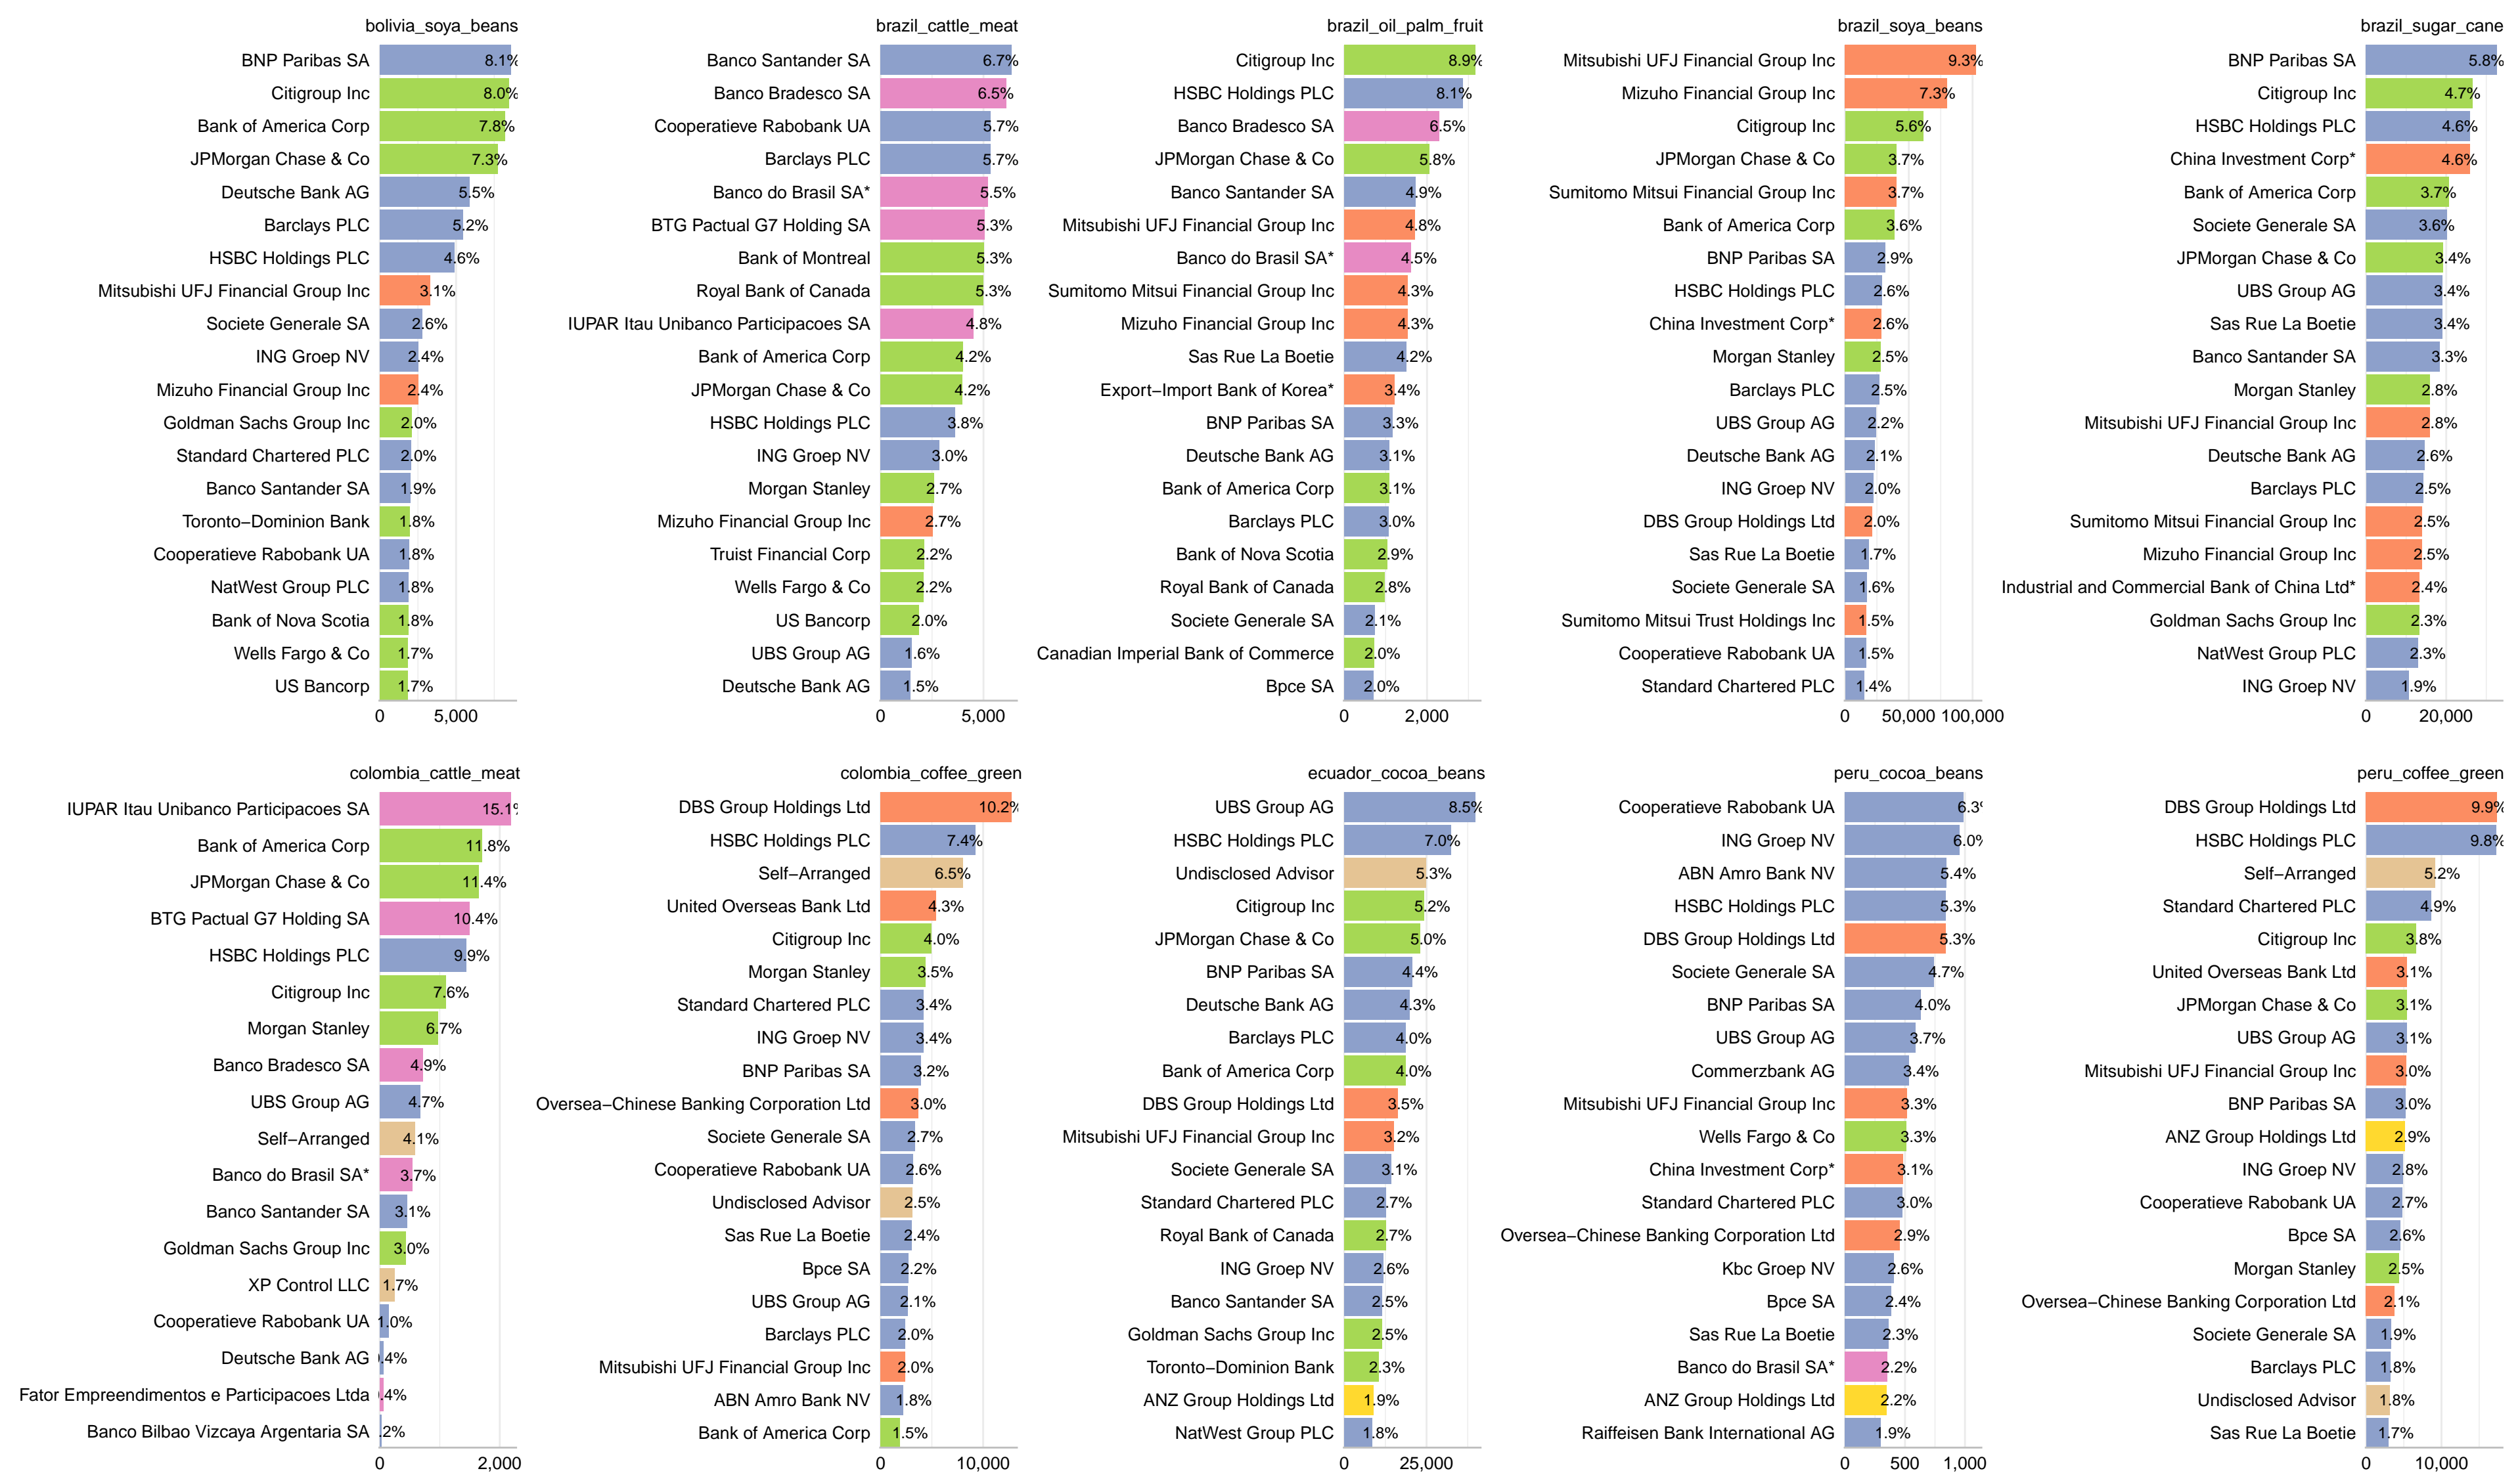 bolivia_soya_beans
BNP Paribas SA 8.1%
Citigroup Inc 8.0%
Bank of America Corp 7.8%
JPMorgan Chase & Co 7.3%
Deutsche Bank AG 5.5%
Barclays PLC 5.2%
HSBC Holdings PLC 4.6%
Mitsubishi UFJ Financial Group Inc 3.1%
Societe Generale SA 2.6%
ING Groep NV 2.4%
Mizuho Financial Group Inc 2.4%
Goldman Sachs Group Inc 2.0%
Standard Chartered PLC 2.0%
Banco Santander SA 1.9%
Toronto−Dominion Bank 1.8%
Cooperatieve Rabobank UA 1.8%
NatWest Group PLC 1.8%
Bank of Nova Scotia 1.8%
Wells Fargo & Co 1.7%
US Bancorp 1.7%
0 5,000
brazil_cattle_meat
Banco Santander SA 6.7%
Banco Bradesco SA 6.5%
Cooperatieve Rabobank UA 5.7%
Barclays PLC 5.7%
Banco do Brasil SA* 5.5%
BTG Pactual G7 Holding SA 5.3%
Bank of Montreal 5.3%
Royal Bank of Canada 5.3%
IUPAR Itau Unibanco Participacoes SA 4.8%
Bank of America Corp 4.2%
JPMorgan Chase & Co 4.2%
HSBC Holdings PLC 3.8%
ING Groep NV 3.0%
Morgan Stanley 2.7%
Mizuho Financial Group Inc 2.7%
Truist Financial Corp 2.2%
Wells Fargo & Co 2.2%
US Bancorp 2.0%
UBS Group AG 1.6%
Deutsche Bank AG 1.5%
0 5,000
brazil_oil_palm_fruit
Citigroup Inc 8.9%
HSBC Holdings PLC 8.1%
Banco Bradesco SA 6.5%
JPMorgan Chase & Co 5.8%
Banco Santander SA 4.9%
Mitsubishi UFJ Financial Group Inc 4.8%
Banco do Brasil SA* 4.5%
Sumitomo Mitsui Financial Group Inc 4.3%
Mizuho Financial Group Inc 4.3%
Sas Rue La Boetie 4.2%
Export−Import Bank of Korea* 3.4%
BNP Paribas SA 3.3%
Deutsche Bank AG 3.1%
Bank of America Corp 3.1%
Barclays PLC 3.0%
Bank of Nova Scotia 2.9%
Royal Bank of Canada 2.8%
Societe Generale SA 2.1%
Canadian Imperial Bank of Commerce 2.0%
Bpce SA 2.0%
0 2,000
brazil_soya_beans
Mitsubishi UFJ Financial Group Inc 9.3%
Mizuho Financial Group Inc 7.3%
Citigroup Inc 5.6%
JPMorgan Chase & Co 3.7%
Sumitomo Mitsui Financial Group Inc 3.7%
Bank of America Corp 3.6%
BNP Paribas SA 2.9%
HSBC Holdings PLC 2.6%
China Investment Corp* 2.6%
Morgan Stanley 2.5%
Barclays PLC 2.5%
UBS Group AG 2.2%
Deutsche Bank AG 2.1%
ING Groep NV 2.0%
DBS Group Holdings Ltd 2.0%
Sas Rue La Boetie 1.7%
Societe Generale SA 1.6%
Sumitomo Mitsui Trust Holdings Inc 1.5%
Cooperatieve Rabobank UA 1.5%
Standard Chartered PLC 1.4%
0 50,000 100,000
brazil_sugar_cane
BNP Paribas SA 5.8%
Citigroup Inc 4.7%
HSBC Holdings PLC 4.6%
China Investment Corp* 4.6%
Bank of America Corp 3.7%
Societe Generale SA 3.6%
JPMorgan Chase & Co 3.4%
UBS Group AG 3.4%
Sas Rue La Boetie 3.4%
Banco Santander SA 3.3%
Morgan Stanley 2.8%
Mitsubishi UFJ Financial Group Inc 2.8%
Deutsche Bank AG 2.6%
Barclays PLC 2.5%
Sumitomo Mitsui Financial Group Inc 2.5%
Mizuho Financial Group Inc 2.5%
Industrial and Commercial Bank of China Ltd* 2.4%
Goldman Sachs Group Inc 2.3%
NatWest Group PLC 2.3%
ING Groep NV 1.9%
0 20,000
colombia_cattle_meat
IUPAR Itau Unibanco Participacoes SA 15.1%
Bank of America Corp 11.8%
JPMorgan Chase & Co 11.4%
BTG Pactual G7 Holding SA 10.4%
HSBC Holdings PLC 9.9%
Citigroup Inc 7.6%
Morgan Stanley 6.7%
Banco Bradesco SA 4.9%
UBS Group AG 4.7%
Self−Arranged 4.1%
Banco do Brasil SA* 3.7%
Banco Santander SA 3.1%
Goldman Sachs Group Inc 3.0%
XP Control LLC 1.7%
Cooperatieve Rabobank UA 1.0%
Deutsche Bank AG .4%
Fator Empreendimentos e Participacoes Ltda .4%
Banco Bilbao Vizcaya Argentaria SA .2%
0 2,000
colombia_coffee_green
DBS Group Holdings Ltd 10.2%
HSBC Holdings PLC 7.4%
Self−Arranged 6.5%
United Overseas Bank Ltd 4.3%
Citigroup Inc 4.0%
Morgan Stanley 3.5%
Standard Chartered PLC 3.4%
ING Groep NV 3.4%
BNP Paribas SA 3.2%
Oversea−Chinese Banking Corporation Ltd 3.0%
Societe Generale SA 2.7%
Cooperatieve Rabobank UA 2.6%
Undisclosed Advisor 2.5%
Sas Rue La Boetie 2.4%
Bpce SA 2.2%
UBS Group AG 2.1%
Barclays PLC 2.0%
Mitsubishi UFJ Financial Group Inc 2.0%
ABN Amro Bank NV 1.8%
Bank of America Corp 1.5%
0 10,000
ecuador_cocoa_beans
UBS Group AG 8.5%
HSBC Holdings PLC 7.0%
Undisclosed Advisor 5.3%
Citigroup Inc 5.2%
JPMorgan Chase & Co 5.0%
BNP Paribas SA 4.4%
Deutsche Bank AG 4.3%
Barclays PLC 4.0%
Bank of America Corp 4.0%
DBS Group Holdings Ltd 3.5%
Mitsubishi UFJ Financial Group Inc 3.2%
Societe Generale SA 3.1%
Standard Chartered PLC 2.7%
Royal Bank of Canada 2.7%
ING Groep NV 2.6%
Banco Santander SA 2.5%
Goldman Sachs Group Inc 2.5%
Toronto−Dominion Bank 2.3%
ANZ Group Holdings Ltd 1.9%
NatWest Group PLC 1.8%
0 25,000
peru_cocoa_beans
Cooperatieve Rabobank UA 6.3%
ING Groep NV 6.0%
ABN Amro Bank NV 5.4%
HSBC Holdings PLC 5.3%
DBS Group Holdings Ltd 5.3%
Societe Generale SA 4.7%
BNP Paribas SA 4.0%
UBS Group AG 3.7%
Commerzbank AG 3.4%
Mitsubishi UFJ Financial Group Inc 3.3%
Wells Fargo & Co 3.3%
China Investment Corp* 3.1%
Standard Chartered PLC 3.0%
Oversea−Chinese Banking Corporation Ltd 2.9%
Kbc Groep NV 2.6%
Bpce SA 2.4%
Sas Rue La Boetie 2.3%
Banco do Brasil SA* 2.2%
ANZ Group Holdings Ltd 2.2%
Raiffeisen Bank International AG 1.9%
0 500 1,000
peru_coffee_green
DBS Group Holdings Ltd 9.9%
HSBC Holdings PLC 9.8%
Self−Arranged 5.2%
Standard Chartered PLC 4.9%
Citigroup Inc 3.8%
United Overseas Bank Ltd 3.1%
JPMorgan Chase & Co 3.1%
UBS Group AG 3.1%
Mitsubishi UFJ Financial Group Inc 3.0%
BNP Paribas SA 3.0%
ANZ Group Holdings Ltd 2.9%
ING Groep NV 2.8%
Cooperatieve Rabobank UA 2.7%
Bpce SA 2.6%
Morgan Stanley 2.5%
Oversea−Chinese Banking Corporation Ltd 2.1%
Societe Generale SA 1.9%
Barclays PLC 1.8%
Undisclosed Advisor 1.8%
Sas Rue La Boetie 1.7%
0 10,000